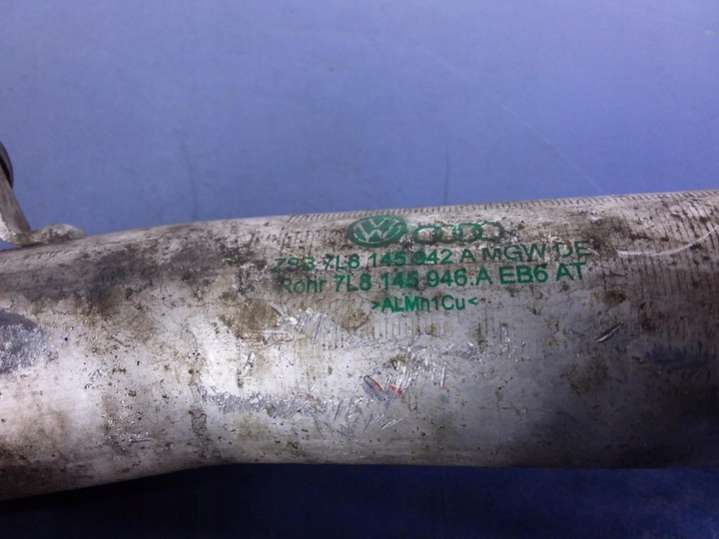 ZSB 7L8 145 942 A MGW DE
Rohr 7L8 145 946.A EB6 AT
>ALMn1Cu<